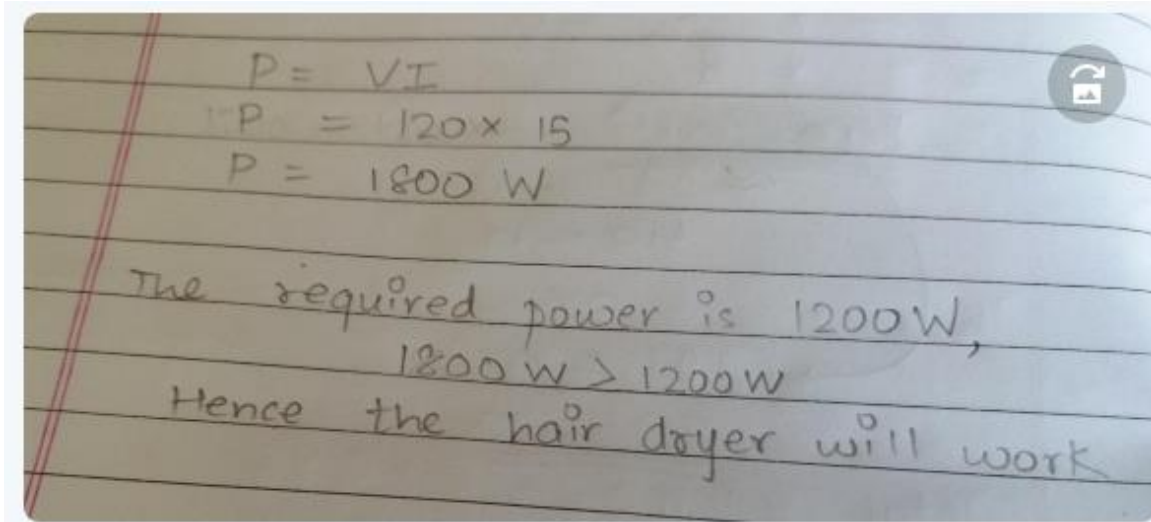 P = VI
P = 120 × 15
P = 1800 W
The required power is 1200 W,
1800 W > 1200 W
Hence the hair dryer will work